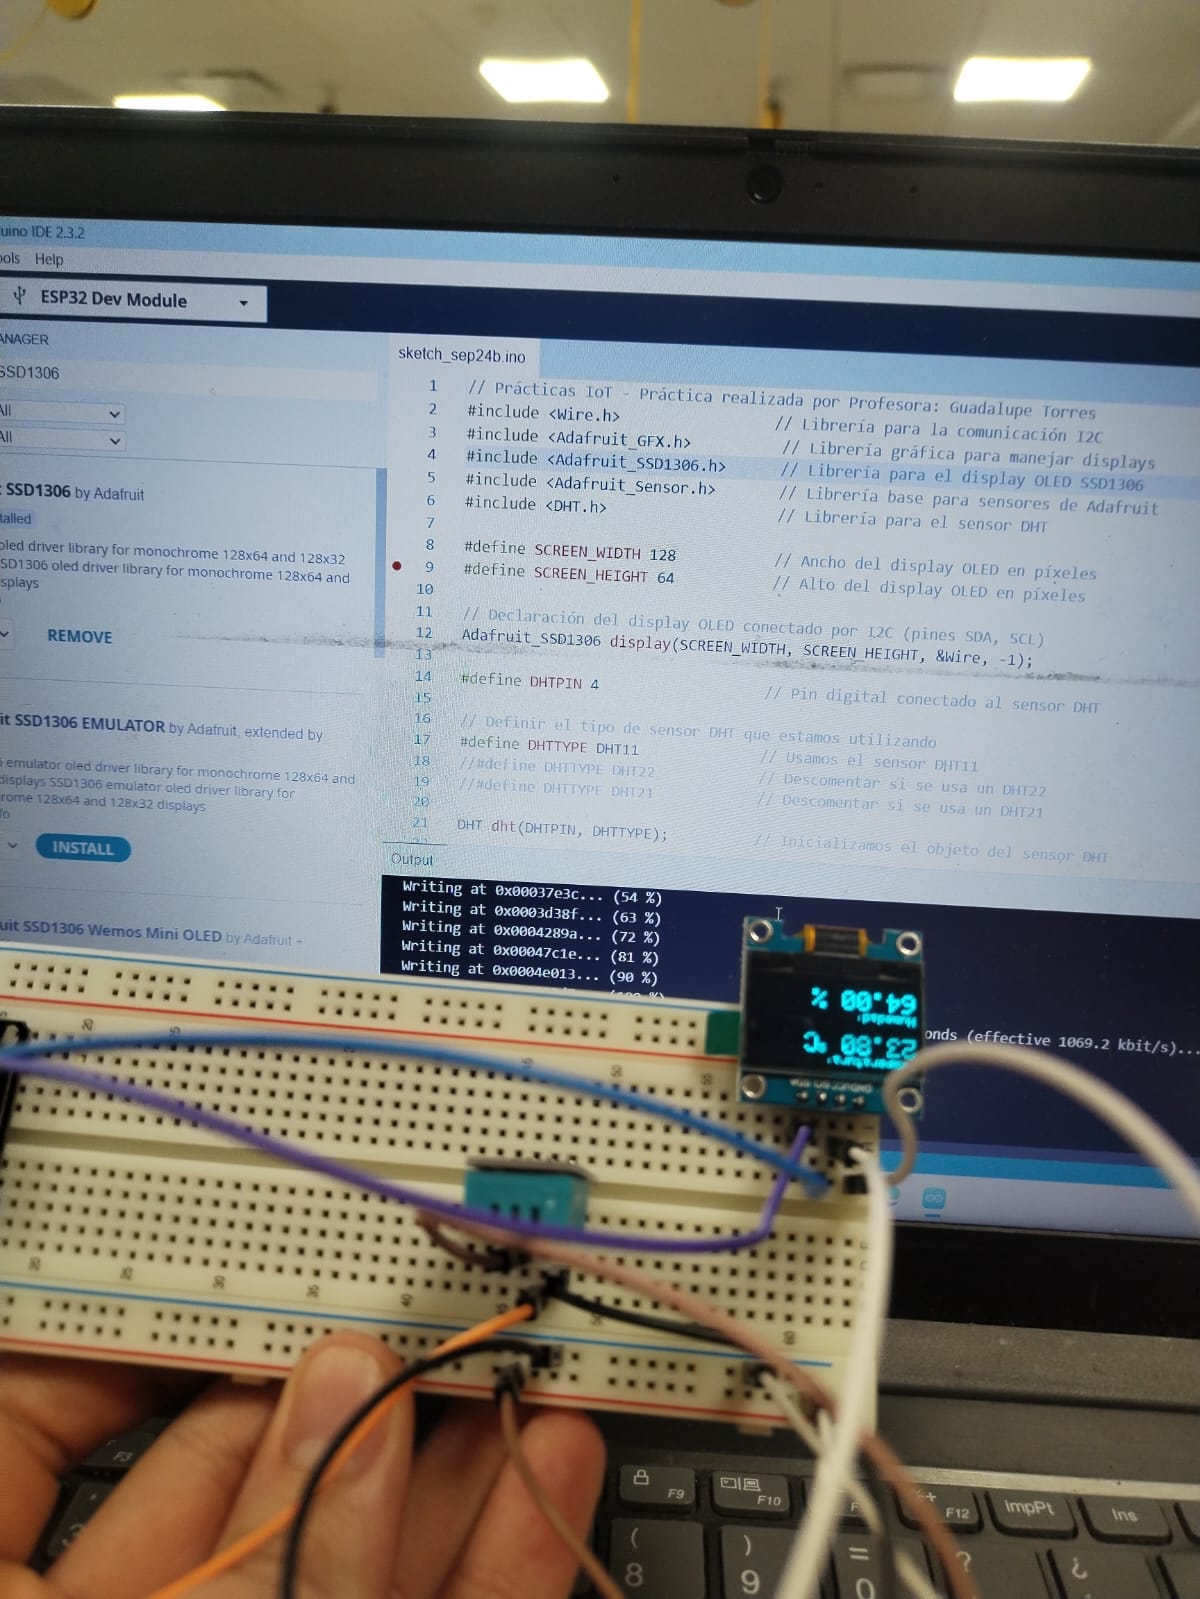 uino IDE 2.3.2
ools Help
ESP32 Dev Module
ANAGER
SSD1306
All
All
SSD1306 by Adafruit
talled
oled driver library for monochrome 128x64 and 128x32
SD1306 oled driver library for monochrome 128x64 and
splays
REMOVE
it SSD1306 EMULATOR by Adafruit, extended by
emulator oled driver library for monochrome 128x64 and
displays SSD1306 emulator oled driver library for
rome 128x64 and 128x32 displays
fo
INSTALL
uit SSD1306 Wemos Mini OLED by Adafruit +
sketch_sep24b.ino
1 // Prácticas IoT - Práctica realizada por Profesora: Guadalupe Torres
2 #include <Wire.h> // Librería para la comunicación I2C
3 #include <Adafruit_GFX.h> // Librería gráfica para manejar displays
4 #include <Adafruit_SSD1306.h> // Librería para el display OLED SSD1306
5 #include <Adafruit_Sensor.h> // Librería base para sensores de Adafruit
6 #include <DHT.h> // Librería para el sensor DHT
7
8 #define SCREEN_WIDTH 128 // Ancho del display OLED en píxeles
9 #define SCREEN_HEIGHT 64 // Alto del display OLED en píxeles
10
11 // Declaración del display OLED conectado por I2C (pines SDA, SCL)
12 Adafruit_SSD1306 display(SCREEN_WIDTH, SCREEN_HEIGHT, &Wire, -1);
13
14 #define DHTPIN 4 // Pin digital conectado al sensor DHT
15
16 // Definir el tipo de sensor DHT que estamos utilizando
17 #define DHTTYPE DHT11 // Usamos el sensor DHT11
18 //#define DHTTYPE DHT22 // Descomentar si se usa un DHT22
19 //#define DHTTYPE DHT21 // Descomentar si se usa un DHT21
20
21 DHT dht(DHTPIN, DHTTYPE); // Inicializamos el objeto del sensor DHT
Output
Writing at 0x00037e3c... (54 %)
Writing at 0x0003d38f... (63 %)
Writing at 0x0004289a... (72 %)
Writing at 0x00047c1e... (81 %)
Writing at 0x0004e013... (90 %)
onds (effective 1069.2 kbit/s)...
peratura:
23.80 °C
Humedad:
64.00 %
F3
F9
F10
F12
ImpPt
Ins
( 8
) 9
= 0
?
¿